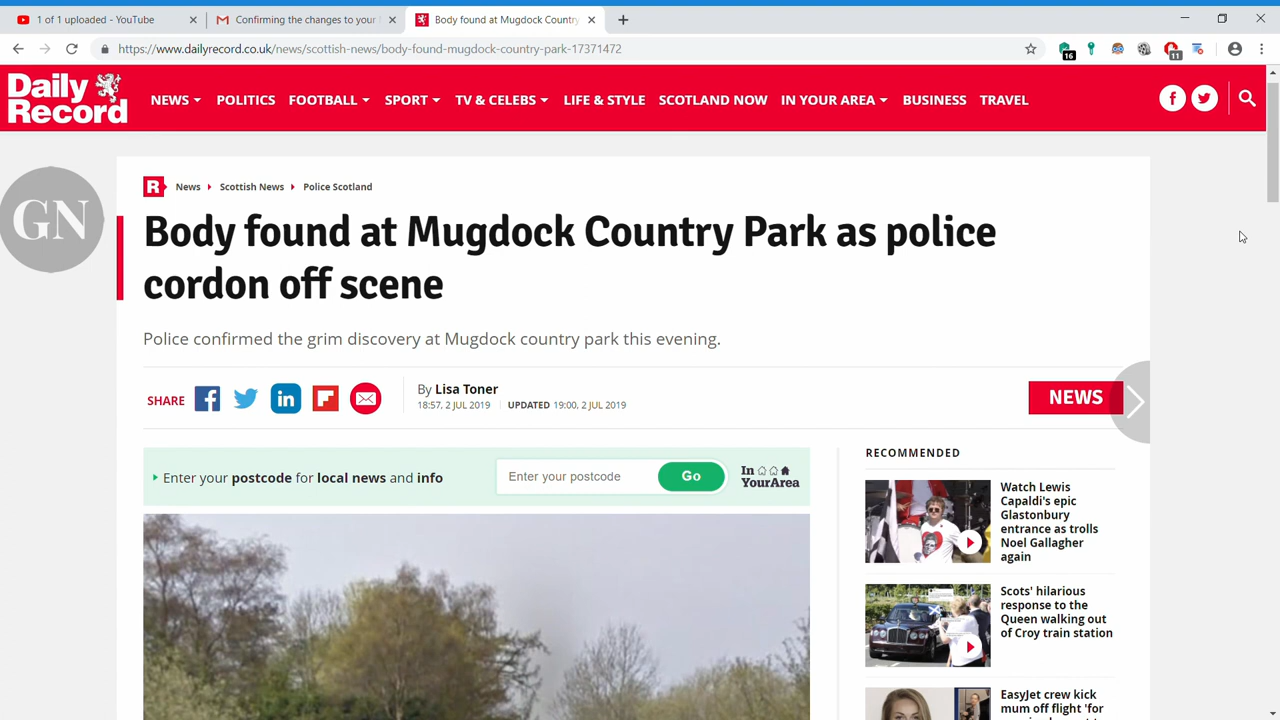 1 of 1 uploaded - YouTube
Confirming the changes to your
Body found at Mugdock Country
https://www.dailyrecord.co.uk/news/scottish-news/body-found-mugdock-country-park-17371472
16
11
Daily Record
NEWS POLITICS FOOTBALL SPORT TV & CELEBS LIFE & STYLE SCOTLAND NOW IN YOUR AREA BUSINESS TRAVEL
GN
R News Scottish News Police Scotland
Body found at Mugdock Country Park as police
cordon off scene
Police confirmed the grim discovery at Mugdock country park this evening.
SHARE
in
By Lisa Toner
18:57, 2 JUL 2019 UPDATED 19:00, 2 JUL 2019
NEWS
Enter your postcode for local news and info
Enter your postcode
Go
In
YourArea
RECOMMENDED
Watch Lewis
Capaldi's epic
Glastonbury
entrance as trolls
Noel Gallagher
again
Scots' hilarious
response to the
Queen walking out
of Croy train station
EasyJet crew kick
mum off flight 'for